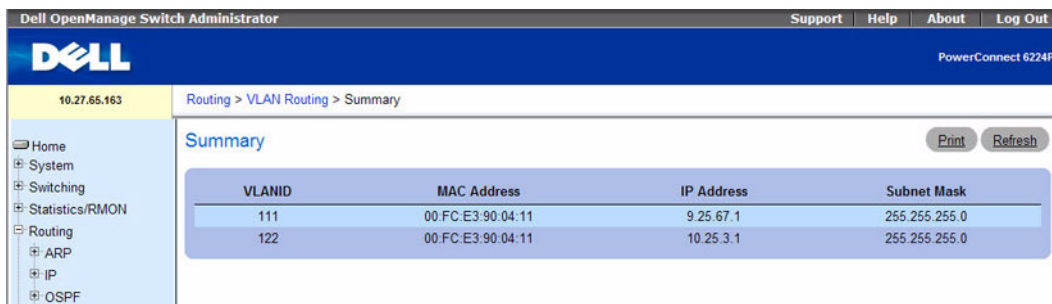 Dell OpenManage Switch Administrator
Support Help About Log Out
DELL
PowerConnect 6224P
10.27.65.163
Routing > VLAN Routing > Summary
Home
System
Switching
Statistics/RMON
Routing
ARP
IP
OSPF
Summary
Print Refresh
VLANID MAC Address IP Address Subnet Mask
111 00:FC:E3:90:04:11 9.25.67.1 255.255.255.0
122 00:FC:E3:90:04:11 10.25.3.1 255.255.255.0